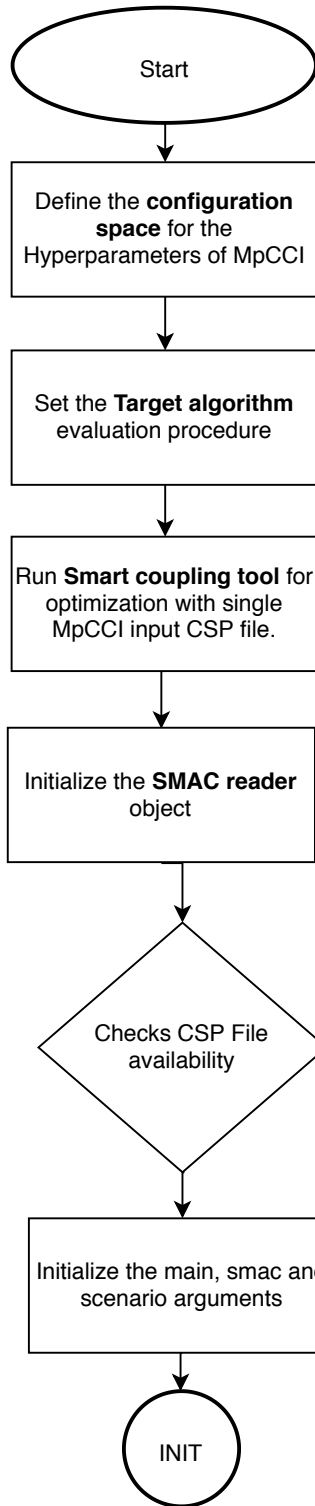 Start
Define the configuration
space for the
Hyperparameters of MpCCI
Set the Target algorithm
evaluation procedure
Run Smart coupling tool for
optimization with single
MpCCI input CSP file.
Initialize the SMAC reader
object
Checks CSP File
availability
Initialize the main, smac and
scenario arguments
INIT